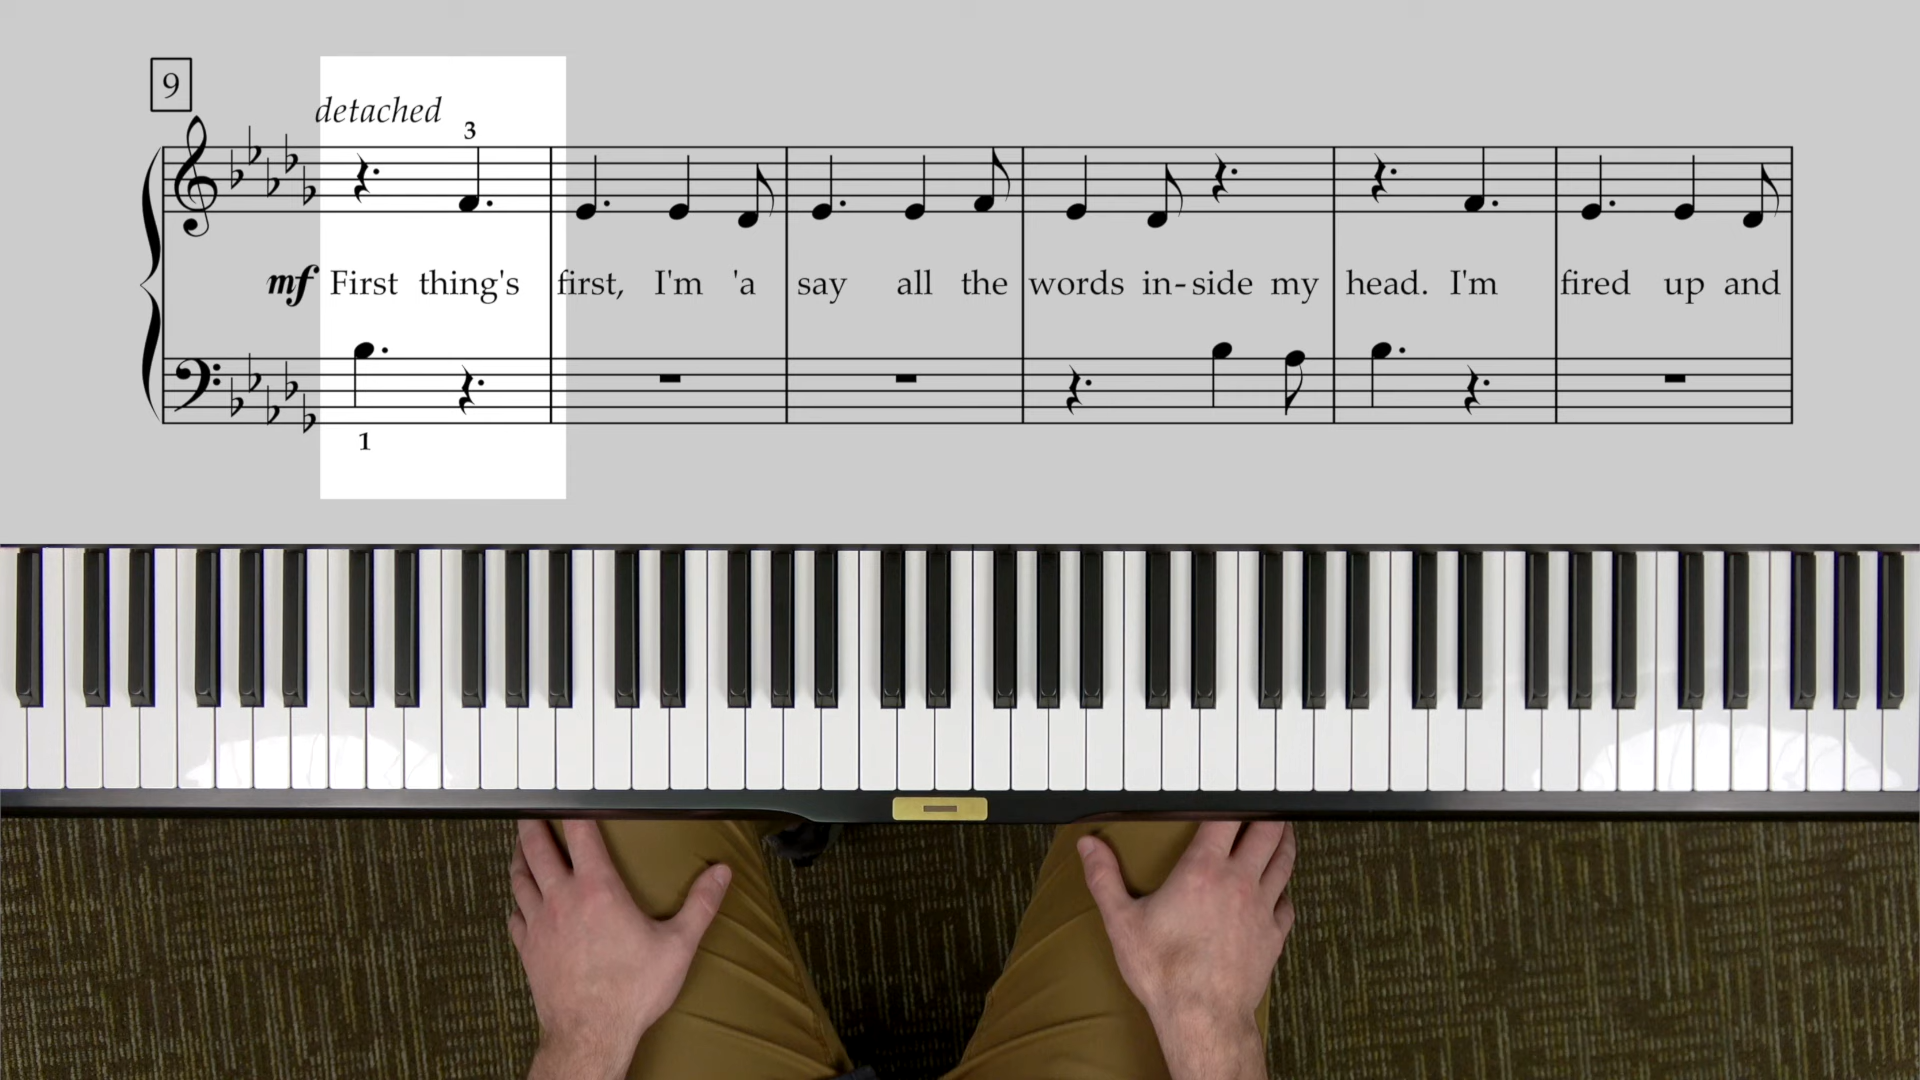 9
detached
3
mf First thing's first, I'm 'a say all the words in-side my head. I'm fired up and
1